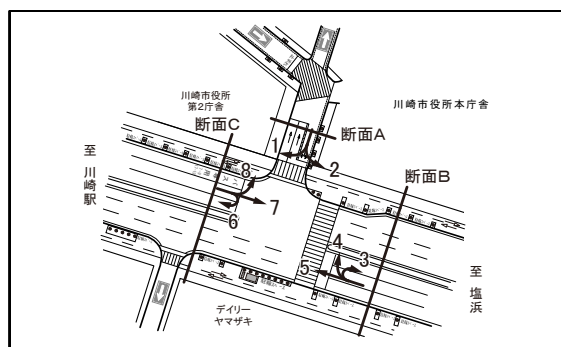 川崎市役所
第2庁舎
川崎市役所本庁舎
断面C
断面A
1
2
断面B
至 川崎駅
8
7
6
4
3
5
至 塩浜
デイリー
ヤマザキ